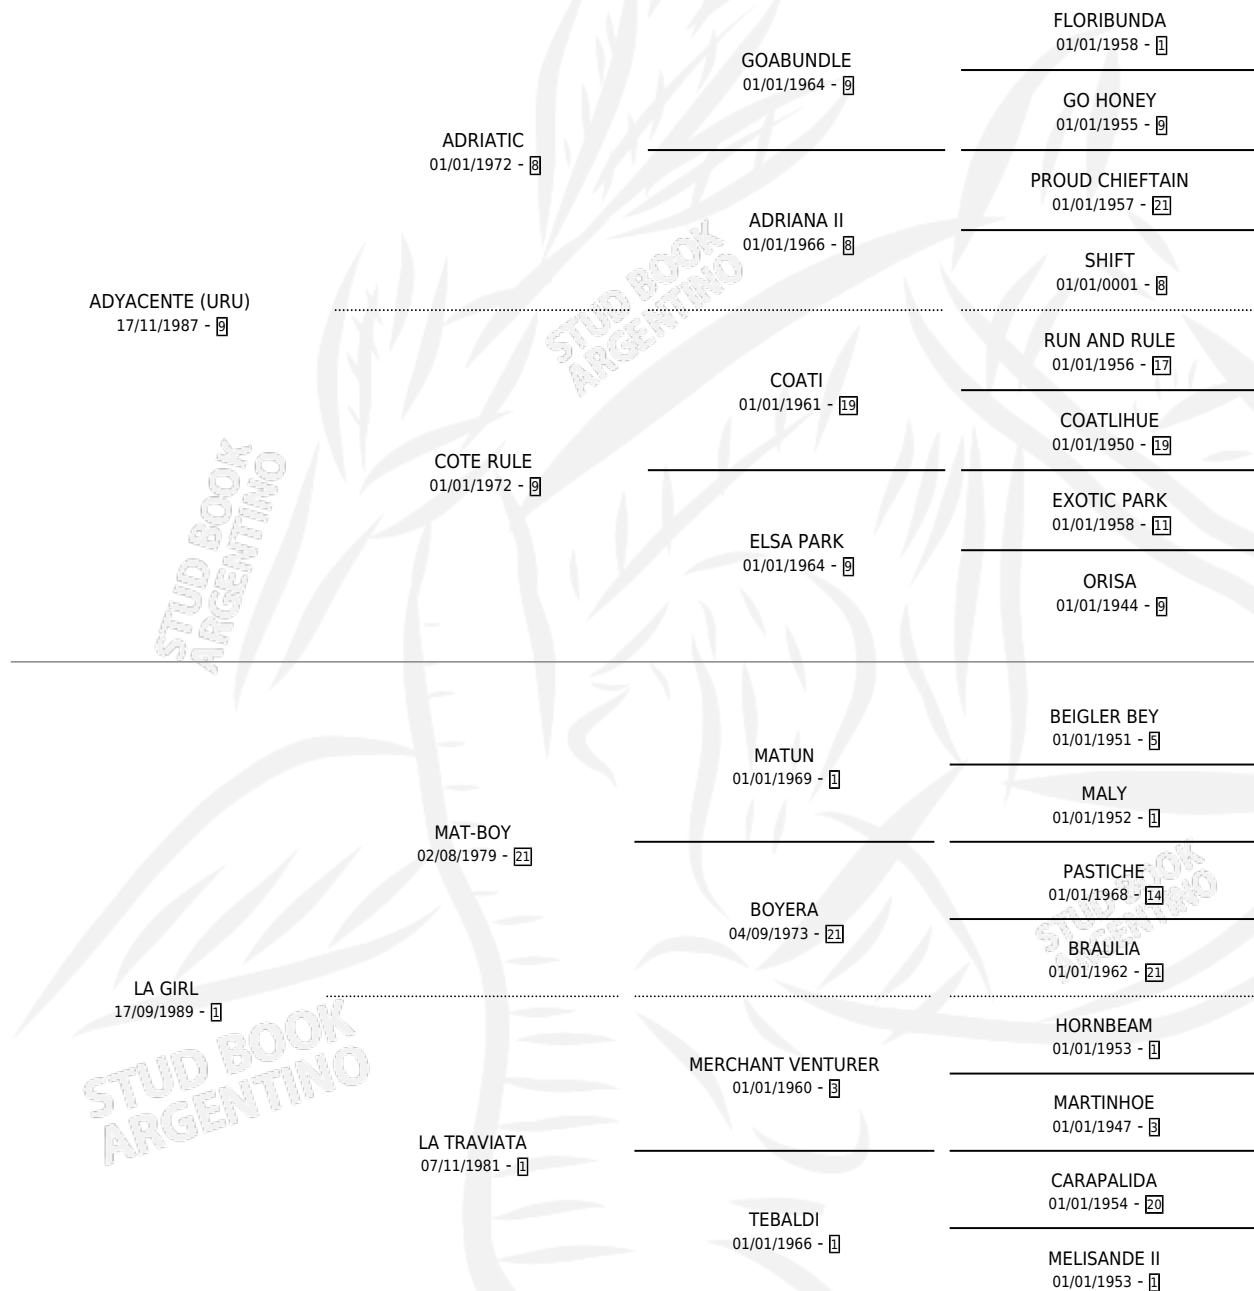 FLORIBUNDA
01/01/1958 - 1
GOABUNDLE
01/01/1964 - 9
GO HONEY
01/01/1955 - 9
ADRIATIC
01/01/1972 - 8
PROUD CHIEFTAIN
01/01/1957 - 21
ADRIANA II
01/01/1966 - 8
SHIFT
01/01/0001 - 8
ADYACENTE (URU)
17/11/1987 - 9
STUD BOOK
ARGENTINO
RUN AND RULE
01/01/1956 - 17
COATI
01/01/1961 - 19
COATLIHUE
01/01/1950 - 19
COTE RULE
01/01/1972 - 9
EXOTIC PARK
01/01/1958 - 11
ELSA PARK
01/01/1964 - 9
ORISA
01/01/1944 - 9
STUD BOOK
ARGENTINO
BEIGLER BEY
01/01/1951 - 5
MATUN
01/01/1969 - 1
MALY
01/01/1952 - 1
MAT-BOY
02/08/1979 - 21
PASTICHE
01/01/1968 - 14
BOYERA
04/09/1973 - 21
BRAULIA
01/01/1962 - 21
STUD BOOK
ARGENTINO
LA GIRL
17/09/1989 - 1
STUD BOOK
ARGENTINO
HORNBEAM
01/01/1953 - 1
MERCHANT VENTURER
01/01/1960 - 3
MARTINHOE
01/01/1947 - 3
LA TRAVIATA
07/11/1981 - 1
CARAPALIDA
01/01/1954 - 20
TEBALDI
01/01/1966 - 1
MELISANDE II
01/01/1953 - 1